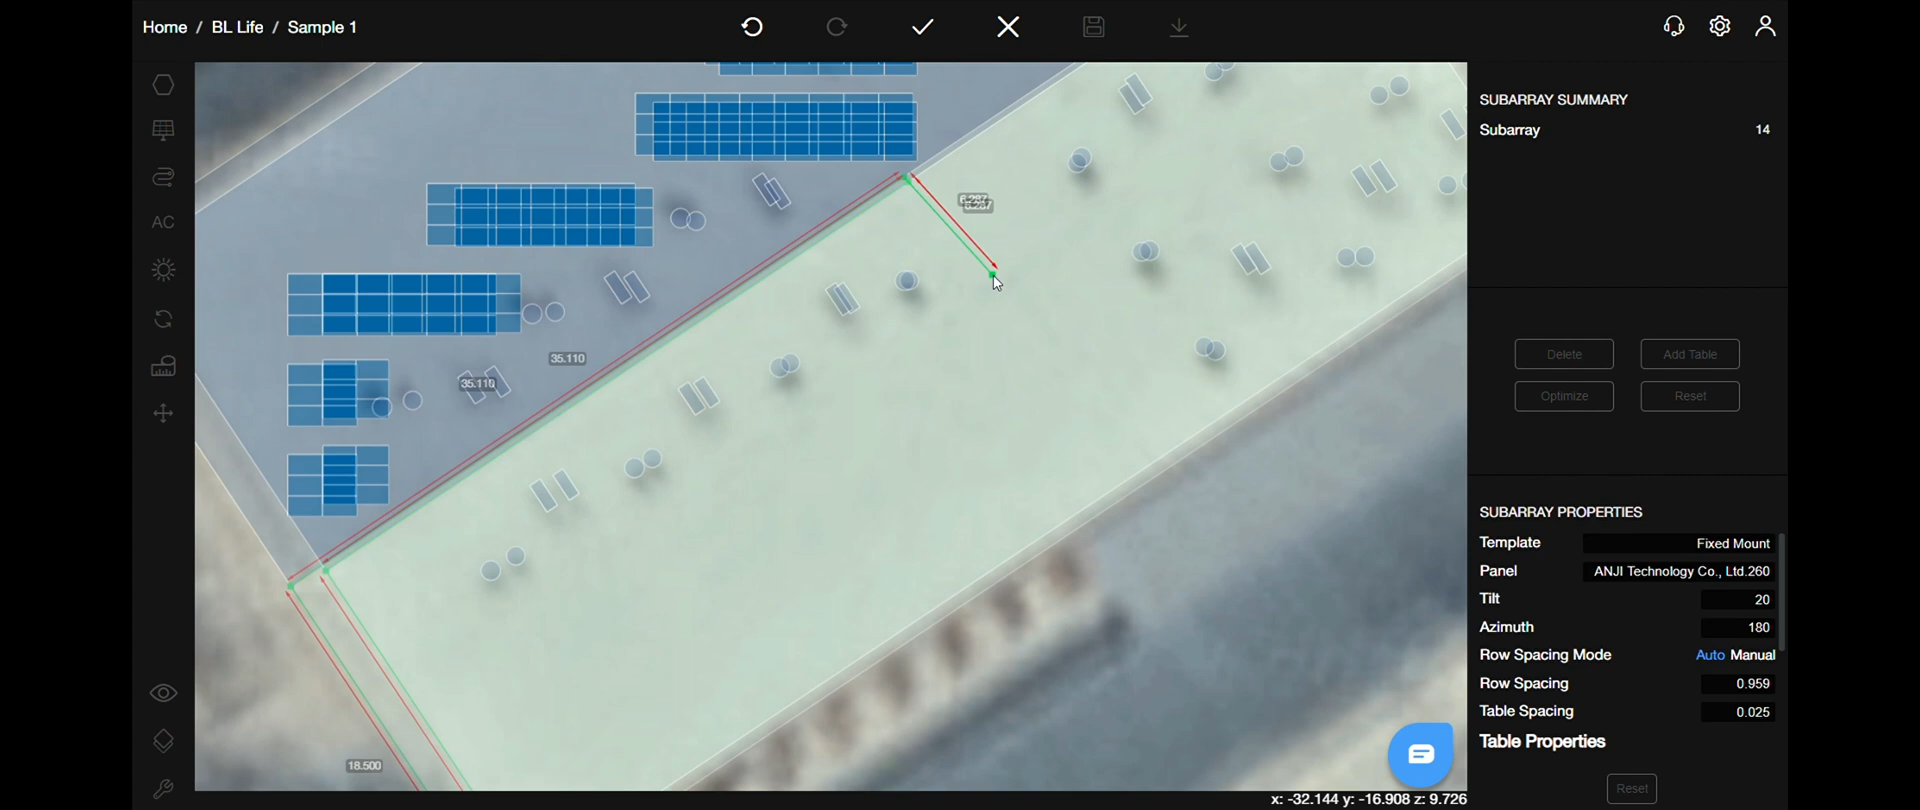 Home / BL Life / Sample 1
SUBARRAY SUMMARY
Subarray 14
AC
6.287
35.110
35.110
Delete Add Table
Optimize Reset
SUBARRAY PROPERTIES
Template Fixed Mount
Panel ANJI Technology Co., Ltd.260
Tilt 20
Azimuth 180
Row Spacing Mode Auto Manual
Row Spacing 0.959
Table Spacing 0.025
Table Properties
18.500
Reset
x: -32.144 y: -16.908 z: 9.726